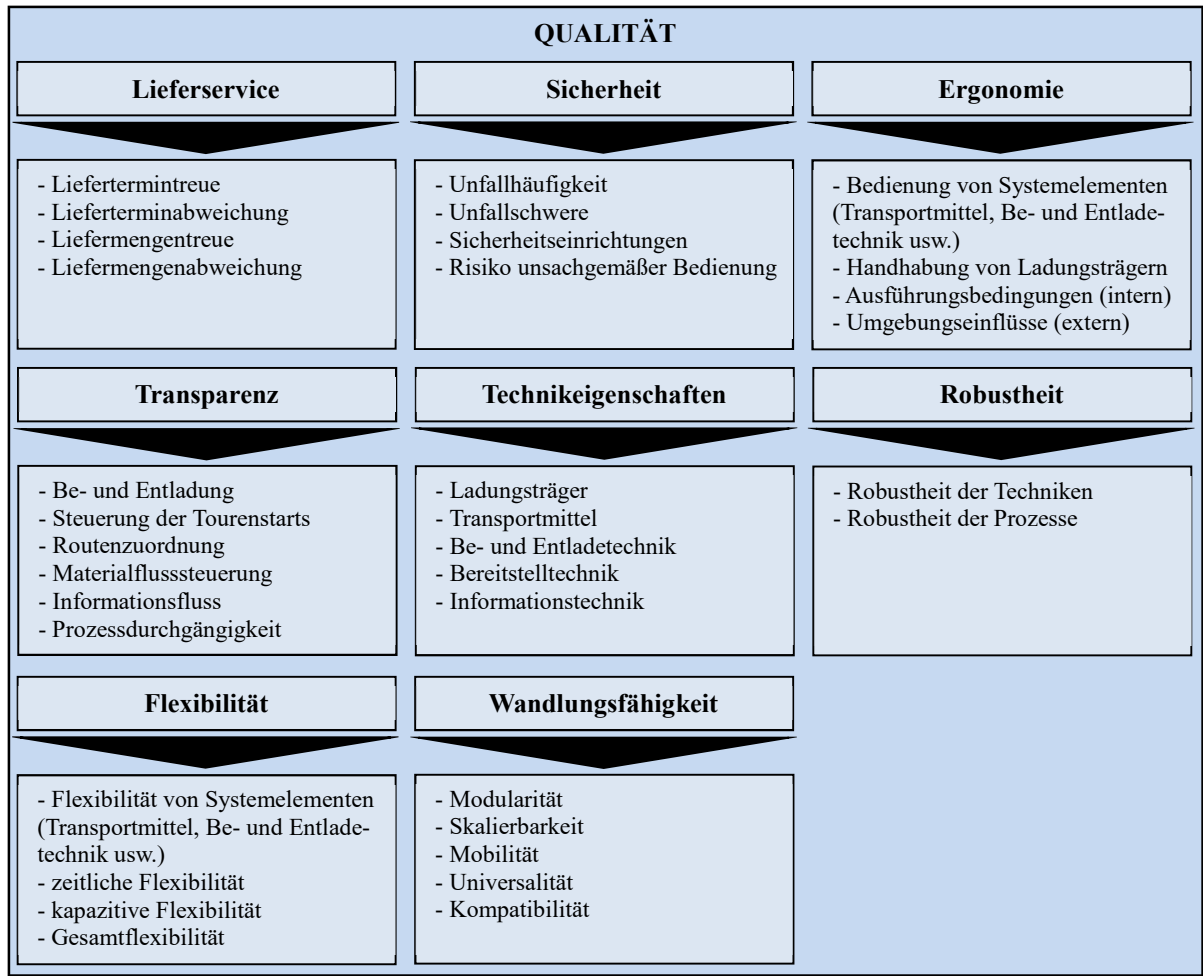 QUALITÄT
Lieferservice
- Liefertermintreue
- Lieferterminabweichung
- Liefermengentreue
- Liefermengenabweichung
Sicherheit
- Unfallhäufigkeit
- Unfallschwere
- Sicherheitseinrichtungen
- Risiko unsachgemäßer Bedienung
Ergonomie
- Bedienung von Systemelementen
(Transportmittel, Be- und Entlade-
technik usw.)
- Handhabung von Ladungsträgern
- Ausführungsbedingungen (intern)
- Umgebungseinflüsse (extern)
Transparenz
- Be- und Entladung
- Steuerung der Tourenstarts
- Routenzuordnung
- Materialflusssteuerung
- Informationsfluss
- Prozessdurchgängigkeit
Technikeigenschaften
- Ladungsträger
- Transportmittel
- Be- und Entladetechnik
- Bereitstelltechnik
- Informationstechnik
Robustheit
- Robustheit der Techniken
- Robustheit der Prozesse
Flexibilität
- Flexibilität von Systemelementen
(Transportmittel, Be- und Entlade-
technik usw.)
- zeitliche Flexibilität
- kapazitive Flexibilität
- Gesamtflexibilität
Wandlungsfähigkeit
- Modularität
- Skalierbarkeit
- Mobilität
- Universalität
- Kompatibilität